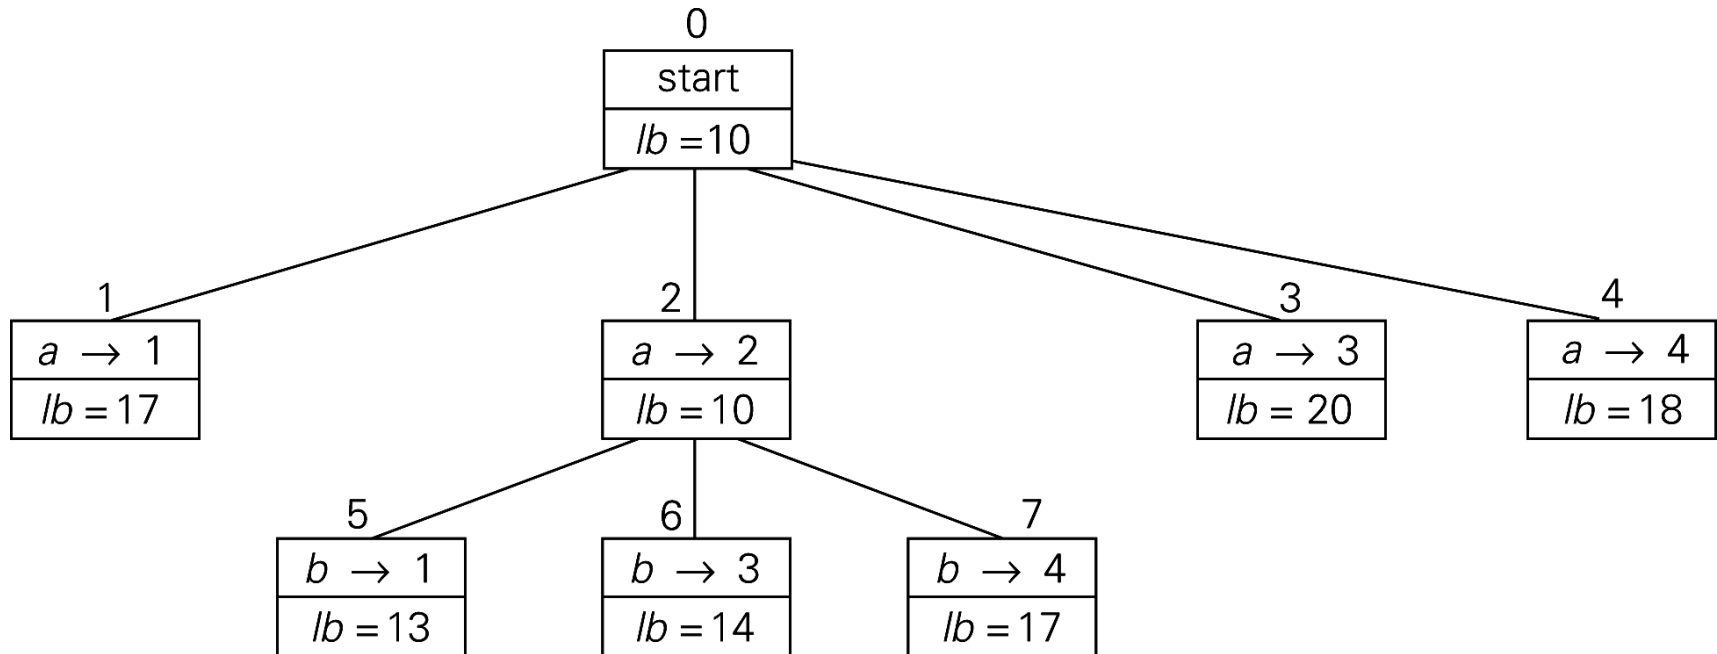 0
start
lb = 10
1
2
3
4
a → 1
a → 2
a → 3
a → 4
lb = 17
lb = 10
lb = 20
lb = 18
5
6
7
b → 1
b → 3
b → 4
lb = 13
lb = 14
lb = 17